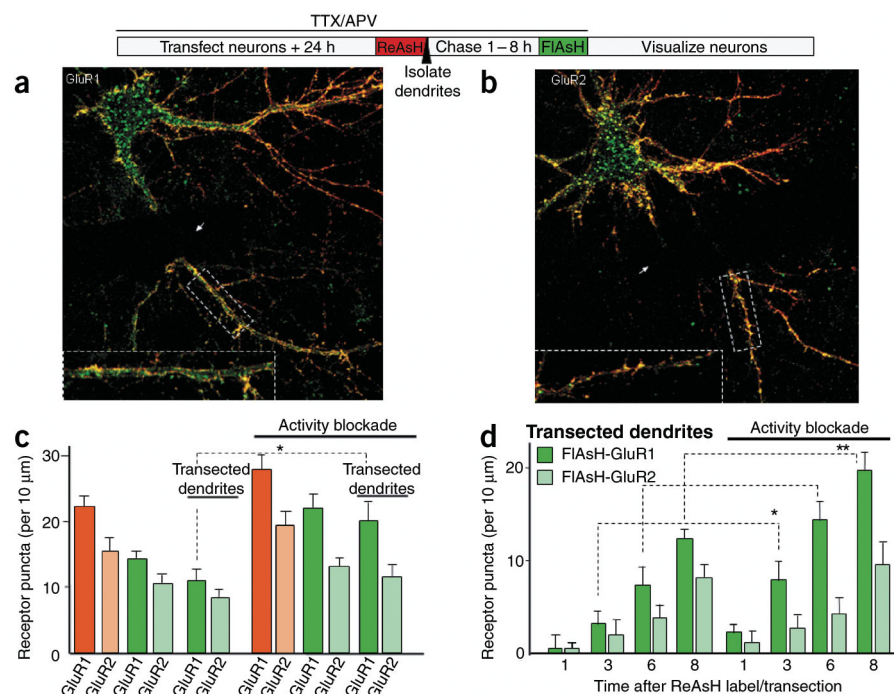 TTX/APV
Transfect neurons + 24 h
ReAsH
Chase 1–8 h
FlAsH
Visualize neurons
Isolate
dendrites
a
GluR1
b
GluR2
c
Activity blockade
*
Transected
dendrites
Transected
dendrites
Receptor puncta (per 10 μm)
30
20
10
0
GluR1
GluR2
GluR1
GluR2
GluR1
GluR2
GluR1
GluR2
GluR1
GluR2
GluR1
GluR2
d
Transected dendrites
Activity blockade
FlAsH-GluR1
FlAsH-GluR2
**
*
Receptor puncta (per 10 μm)
20
10
0
1 3 6 8 1 3 6 8
Time after ReAsH label/transection